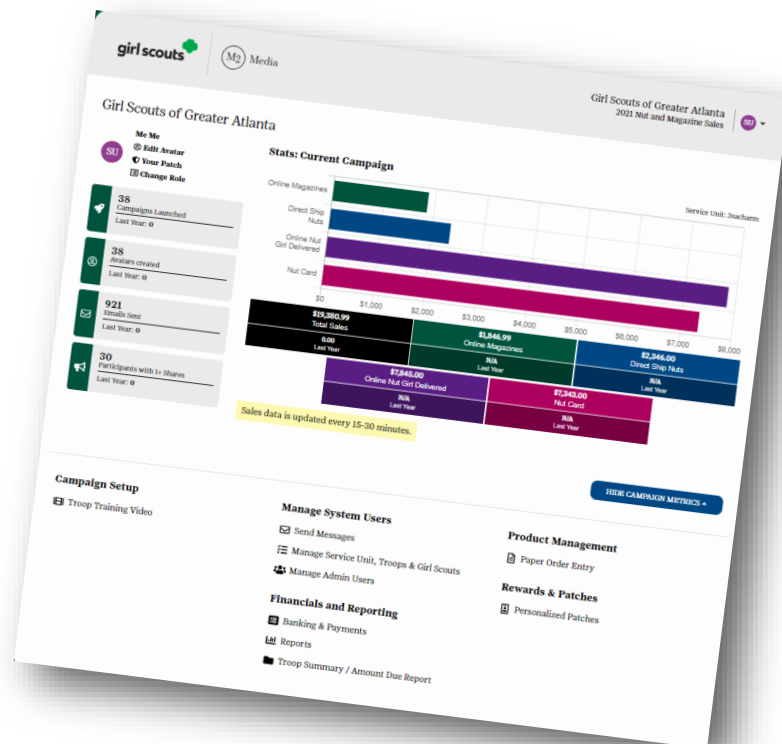 girl scouts
M2 Media
Girl Scouts of Greater Atlanta
2021 Nut and Magazine Sales
SU
Girl Scouts of Greater Atlanta
SU
Me Me
Edit Avatar
Your Patch
Change Role
38
Campaigns Launched
Last Year: 0
38
Avatars created
Last Year: 0
921
Emails Sent
Last Year: 0
30
Participants with 1+ Shares
Last Year: 0
Stats: Current Campaign
Service Unit: 3sacharm
Online Magazines
Direct Ship
Nuts
Online Nut
Girl Delivered
Nut Card
$0 $1,000 $2,000 $3,000 $4,000 $5,000 $6,000 $7,000 $8,000
$19,380.99
Total Sales
0.00
Last Year
$1,846.99
Online Magazines
N/A
Last Year
$2,346.00
Direct Ship Nuts
N/A
Last Year
$7,845.00
Online Nut Girl Delivered
N/A
Last Year
$7,343.00
Nut Card
N/A
Last Year
Sales data is updated every 15-30 minutes.
HIDE CAMPAIGN METRICS
Campaign Setup
Troop Training Video
Manage System Users
Send Messages
Manage Service Unit, Troops & Girl Scouts
Manage Admin Users
Financials and Reporting
Banking & Payments
Reports
Troop Summary / Amount Due Report
Product Management
Paper Order Entry
Rewards & Patches
Personalized Patches